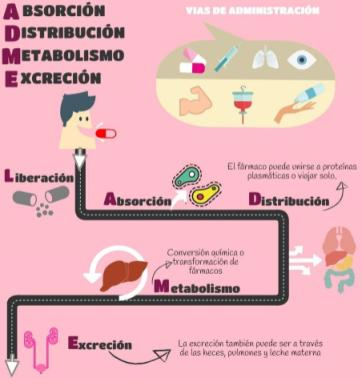 ABSORCIÓN
DISTRIBUCIÓN
METABOLISMO
EXCRECIÓN
VIAS DE ADMINISTRACIÓN
Liberación
Absorción
El fármaco puede unirse a proteínas
plasmáticas o viajar solo.
Distribución
Conversión química o
transformación de
fármacos
Metabolismo
Excreción
La excreción también puede ser a través
de las heces, pulmones y leche materna